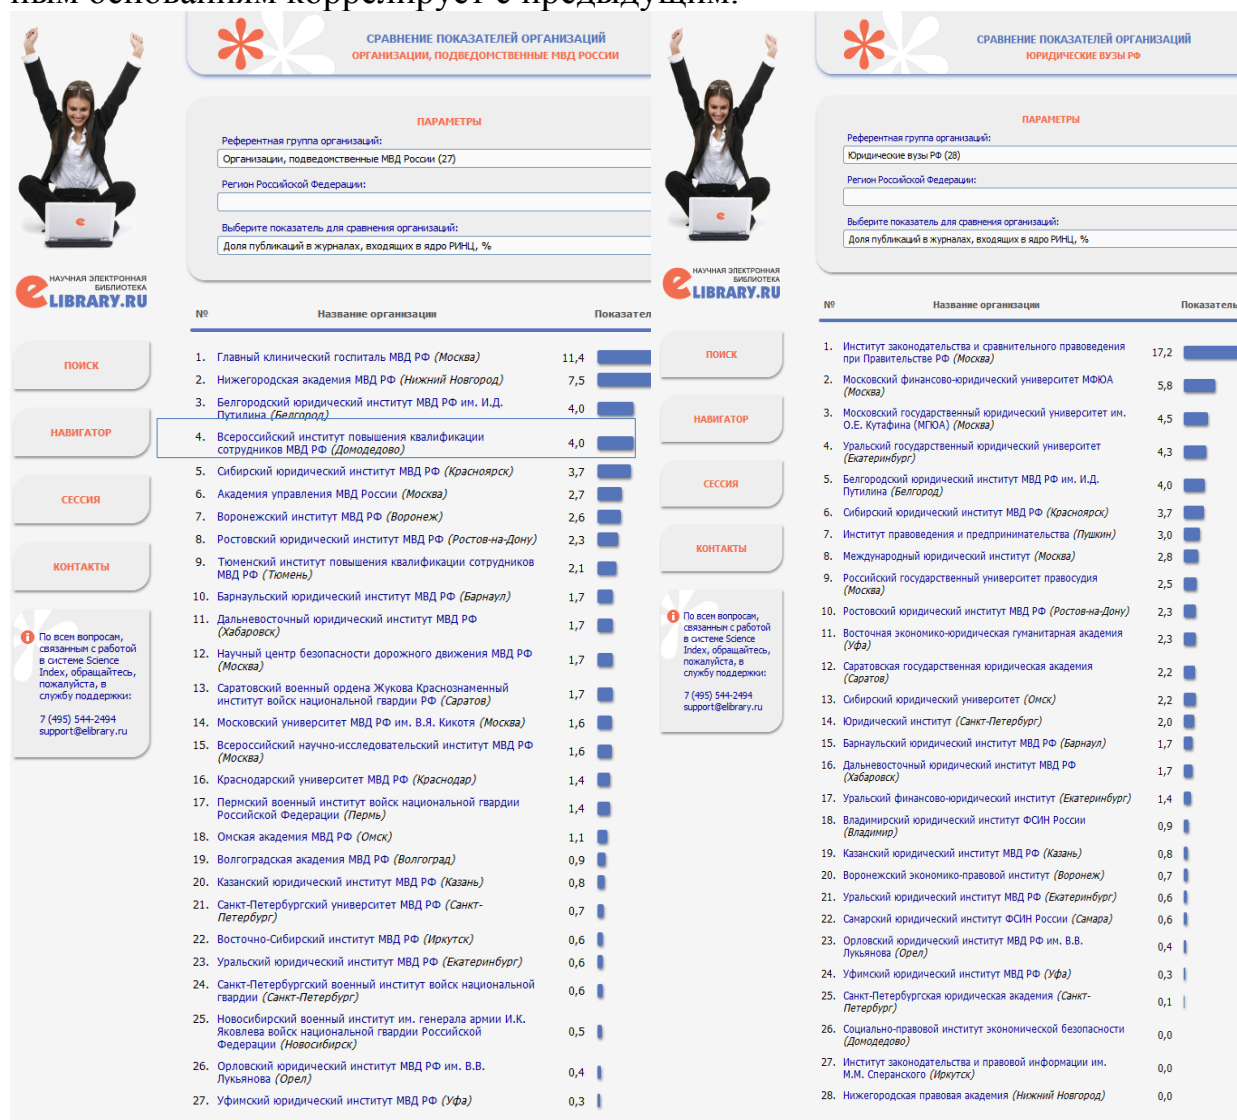 ным основаниям коррелирует с предыдущим.
СРАВНЕНИЕ ПОКАЗАТЕЛЕЙ ОРГАНИЗАЦИЙ
ОРГАНИЗАЦИИ, ПОДВЕДОМСТВЕННЫЕ МВД РОССИИ
ПАРАМЕТРЫ
Референтная группа организаций:
Организации, подведомственные МВД России (27)
Регион Российской Федерации:
Выберите показатель для сравнения организаций:
Доля публикаций в журналах, входящих в ядро РИНЦ, %
НАУЧНАЯ ЭЛЕКТРОННАЯ
БИБЛИОТЕКА
eLIBRARY.RU
ПОИСК
НАВИГАТОР
СЕССИЯ
КОНТАКТЫ
По всем вопросам,
связанным с работой
в системе Science
Index, обращайтесь,
пожалуйста, в
службу поддержки:
7 (495) 544-2494
support@elibrary.ru
№ Название организации Показател
1. Главный клинический госпиталь МВД РФ (Москва) 11,4
2. Нижегородская академия МВД РФ (Нижний Новгород) 7,5
3. Белгородский юридический институт МВД РФ им. И.Д.
Путилина (Белгород) 4,0
4. Всероссийский институт повышения квалификации
сотрудников МВД РФ (Домодедово) 4,0
5. Сибирский юридический институт МВД РФ (Красноярск) 3,7
6. Академия управления МВД России (Москва) 2,7
7. Воронежский институт МВД РФ (Воронеж) 2,6
8. Ростовский юридический институт МВД РФ (Ростов-на-Дону) 2,3
9. Тюменский институт повышения квалификации сотрудников
МВД РФ (Тюмень) 2,1
10. Барнаульский юридический институт МВД РФ (Барнаул) 1,7
11. Дальневосточный юридический институт МВД РФ
(Хабаровск) 1,7
12. Научный центр безопасности дорожного движения МВД РФ
(Москва) 1,7
13. Саратовский военный ордена Жукова Краснознаменный
институт войск национальной гвардии РФ (Саратов) 1,7
14. Московский университет МВД РФ им. В.Я. Кикотя (Москва) 1,6
15. Всероссийский научно-исследовательский институт МВД РФ
(Москва) 1,6
16. Краснодарский университет МВД РФ (Краснодар) 1,4
17. Пермский военный институт войск национальной гвардии
Российской Федерации (Пермь) 1,4
18. Омская академия МВД РФ (Омск) 1,1
19. Волгоградская академия МВД РФ (Волгоград) 0,9
20. Казанский юридический институт МВД РФ (Казань) 0,8
21. Санкт-Петербургский университет МВД РФ (Санкт-
Петербург) 0,7
22. Восточно-Сибирский институт МВД РФ (Иркутск) 0,6
23. Уральский юридический институт МВД РФ (Екатеринбург) 0,6
24. Санкт-Петербургский военный институт войск национальной
гвардии (Санкт-Петербург) 0,6
25. Новосибирский военный институт им. генерала армии И.К.
Яковлева войск национальной гвардии Российской
Федерации (Новосибирск) 0,5
26. Орловский юридический институт МВД РФ им. В.В.
Лукьянова (Орел) 0,4
27. Уфимский юридический институт МВД РФ (Уфа) 0,3
СРАВНЕНИЕ ПОКАЗАТЕЛЕЙ ОРГАНИЗАЦИЙ
ЮРИДИЧЕСКИЕ ВУЗЫ РФ
ПАРАМЕТРЫ
Референтная группа организаций:
Юридические вузы РФ (28)
Регион Российской Федерации:
Выберите показатель для сравнения организаций:
Доля публикаций в журналах, входящих в ядро РИНЦ, %
НАУЧНАЯ ЭЛЕКТРОННАЯ
БИБЛИОТЕКА
eLIBRARY.RU
ПОИСК
НАВИГАТОР
СЕССИЯ
КОНТАКТЫ
По всем вопросам,
связанным с работой
в системе Science
Index, обращайтесь,
пожалуйста, в
службу поддержки:
7 (495) 544-2494
support@elibrary.ru
№ Название организации Показатель
1. Институт законодательства и сравнительного правоведения
при Правительстве РФ (Москва) 17,2
2. Московский финансово-юридический университет МФЮА
(Москва) 5,8
3. Московский государственный юридический университет им.
О.Е. Кутафина (МГЮА) (Москва) 4,5
4. Уральский государственный юридический университет
(Екатеринбург) 4,3
5. Белгородский юридический институт МВД РФ им. И.Д.
Путилина (Белгород) 4,0
6. Сибирский юридический институт МВД РФ (Красноярск) 3,7
7. Институт правоведения и предпринимательства (Пушкин) 3,0
8. Международный юридический институт (Москва) 2,8
9. Российский государственный университет правосудия
(Москва) 2,5
10. Ростовский юридический институт МВД РФ (Ростов-на-Дону) 2,3
11. Восточная экономико-юридическая гуманитарная академия
(Уфа) 2,3
12. Саратовская государственная юридическая академия
(Саратов) 2,2
13. Сибирский юридический университет (Омск) 2,2
14. Юридический институт (Санкт-Петербург) 2,0
15. Барнаульский юридический институт МВД РФ (Барнаул) 1,7
16. Дальневосточный юридический институт МВД РФ
(Хабаровск) 1,7
17. Уральский финансово-юридический институт (Екатеринбург) 1,4
18. Владимирский юридический институт ФСИН России
(Владимир) 0,9
19. Казанский юридический институт МВД РФ (Казань) 0,8
20. Воронежский экономико-правовой институт (Воронеж) 0,7
21. Уральский юридический институт МВД РФ (Екатеринбург) 0,6
22. Самарский юридический институт ФСИН России (Самара) 0,6
23. Орловский юридический институт МВД РФ им. В.В.
Лукьянова (Орел) 0,4
24. Уфимский юридический институт МВД РФ (Уфа) 0,3
25. Санкт-Петербургская юридическая академия (Санкт-
Петербург) 0,1
26. Социально-правовой институт экономической безопасности
(Домодедово) 0,0
27. Институт законодательства и правовой информации им.
М.М. Сперанского (Иркутск) 0,0
28. Нижегородская правовая академия (Нижний Новгород) 0,0